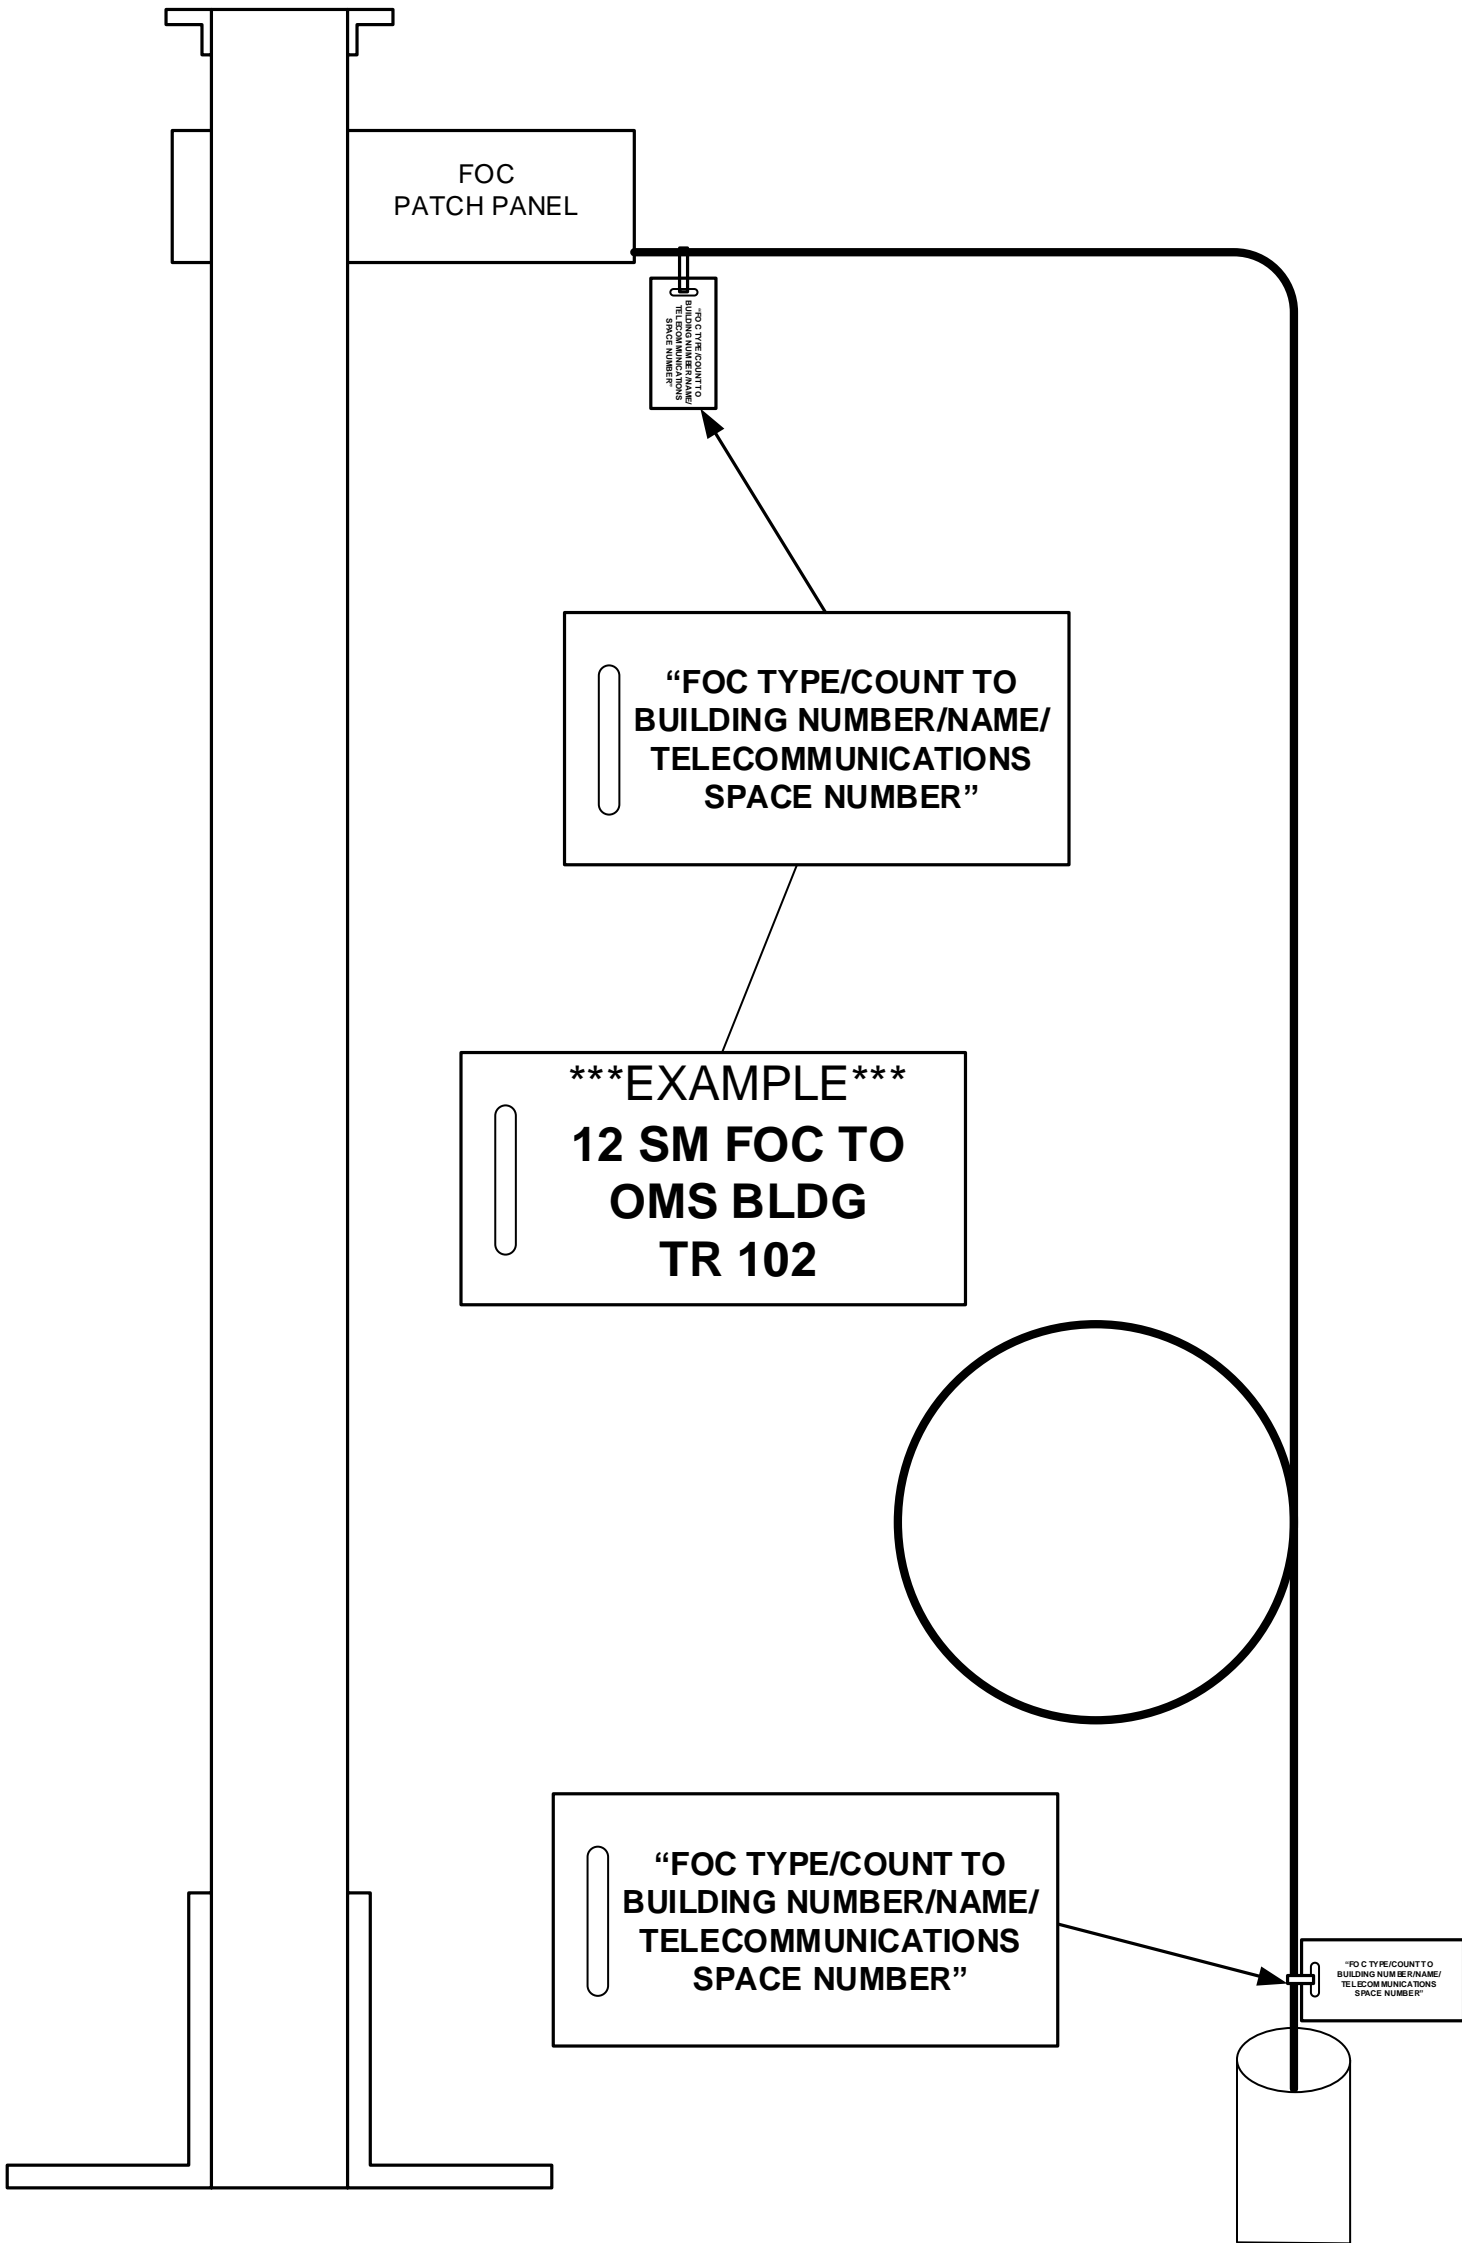 FOC
PATCH PANEL
“FOC TYPE/COUNT TO
BUILDING NUMBER/NAME/
TELECOMMUNICATIONS
SPACE NUMBER”
“FOC TYPE/COUNT TO
BUILDING NUMBER/NAME/
TELECOMMUNICATIONS
SPACE NUMBER”
***EXAMPLE***
12 SM FOC TO
OMS BLDG
TR 102
“FOC TYPE/COUNT TO
BUILDING NUMBER/NAME/
TELECOMMUNICATIONS
SPACE NUMBER”
“FOC TYPE/COUNT TO
BUILDING NUMBER/NAME/
TELECOMMUNICATIONS
SPACE NUMBER”